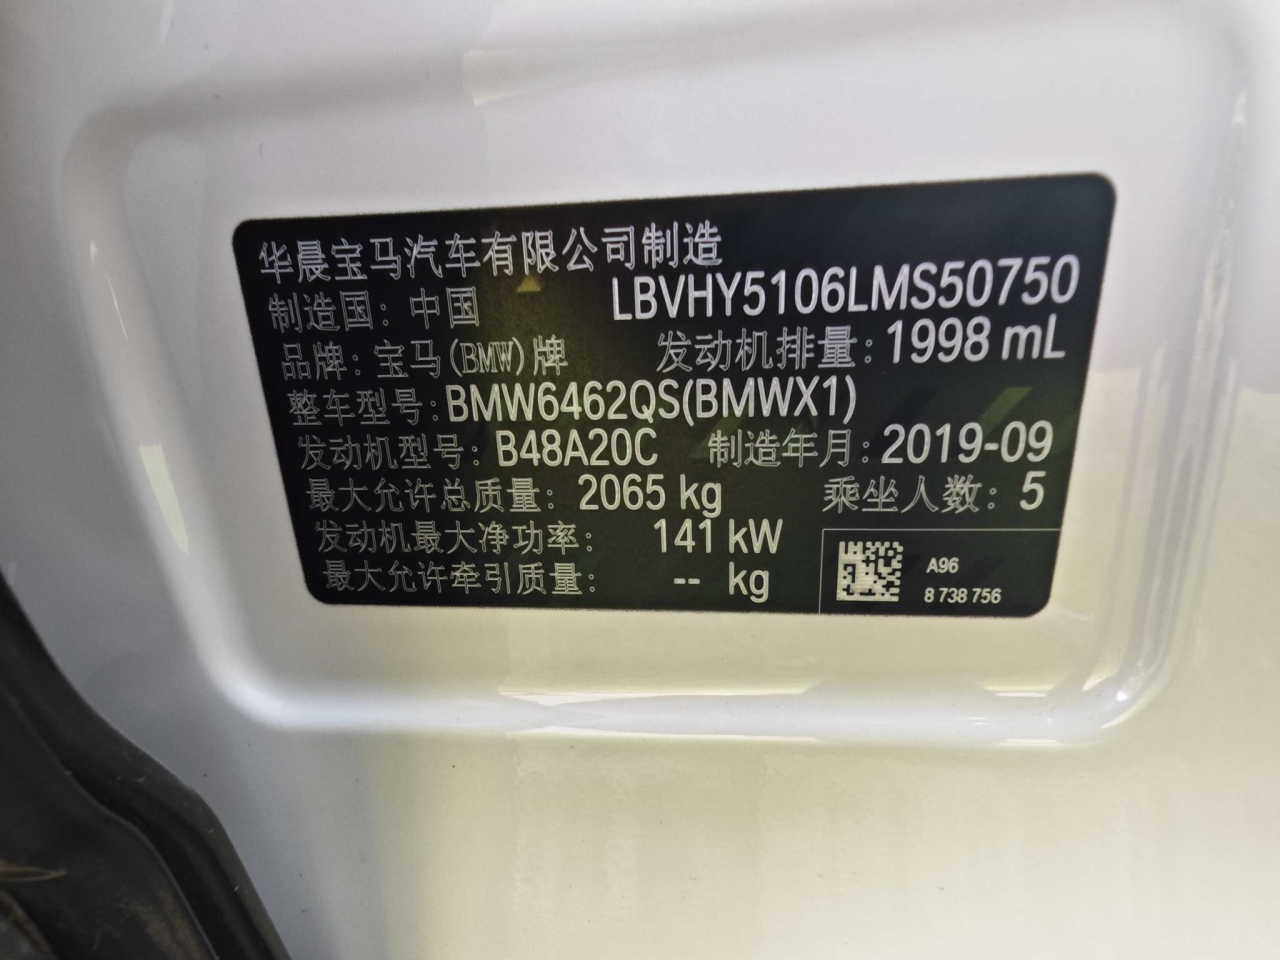 华晨宝马汽车有限公司制造
制造国: 中国 LBVHY5106LMS50750
品牌: 宝马(BMW)牌 发动机排量: 1998 mL
整车型号: BMW6462QS(BMWX1)
发动机型号: B48A20C 制造年月: 2019-09
最大允许总质量: 2065 kg 乘坐人数: 5
发动机最大净功率: 141 kW
最大允许牵引质量: -- kg
A96
8 738 756